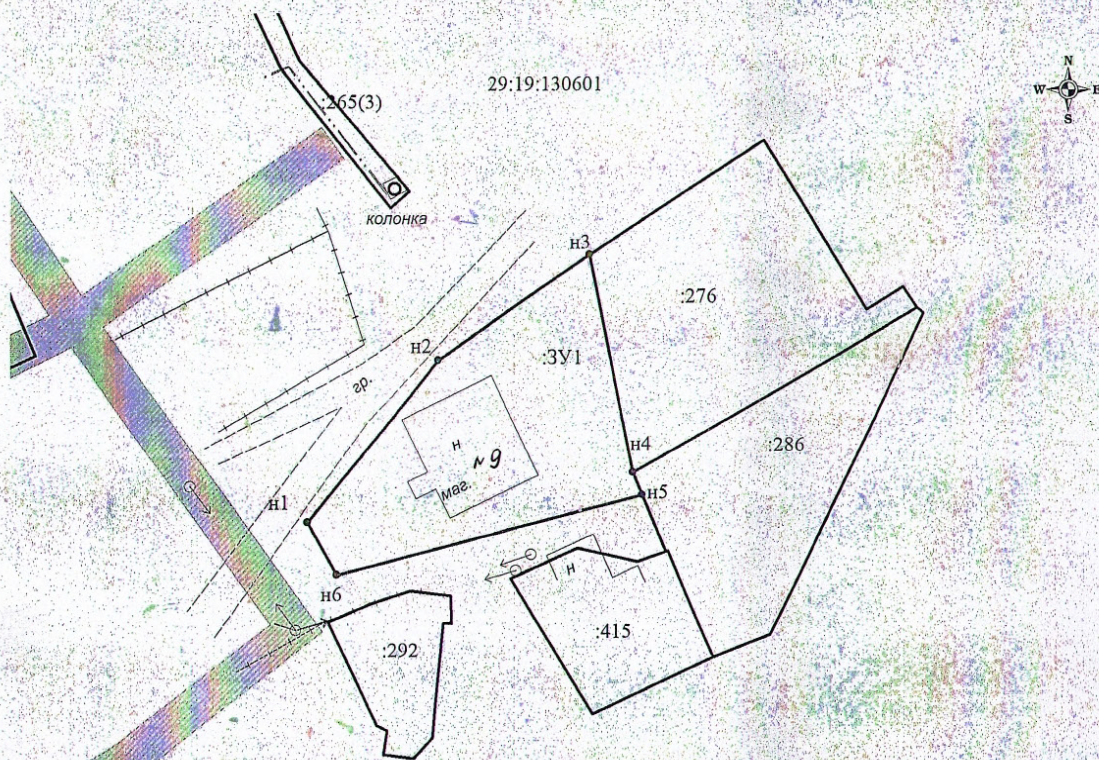 29:19:130601
N
W E
S
:265(3)
колонка
н3
:276
н2
:ЗУ1
гр.
н
№9
маг.
н4
:286
н1
н5
н
н6
:415
:292